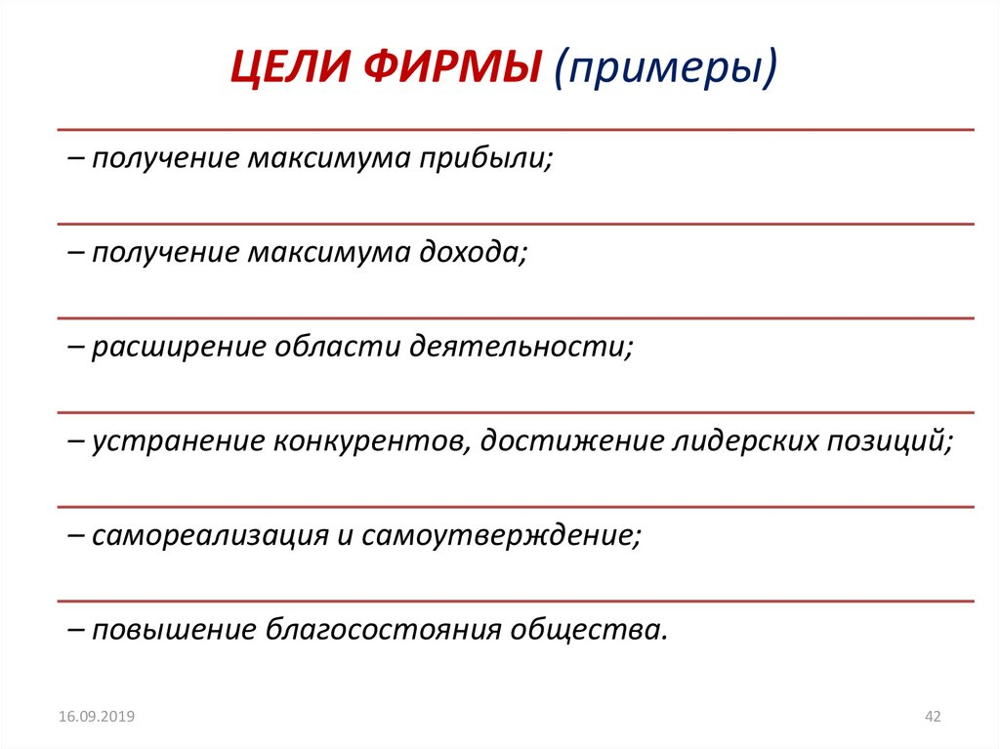 ЦЕЛИ ФИРМЫ (примеры)
– получение максимума прибыли;
– получение максимума дохода;
– расширение области деятельности;
– устранение конкурентов, достижение лидерских позиций;
– самореализация и самоутверждение;
– повышение благосостояния общества.
16.09.2019 42